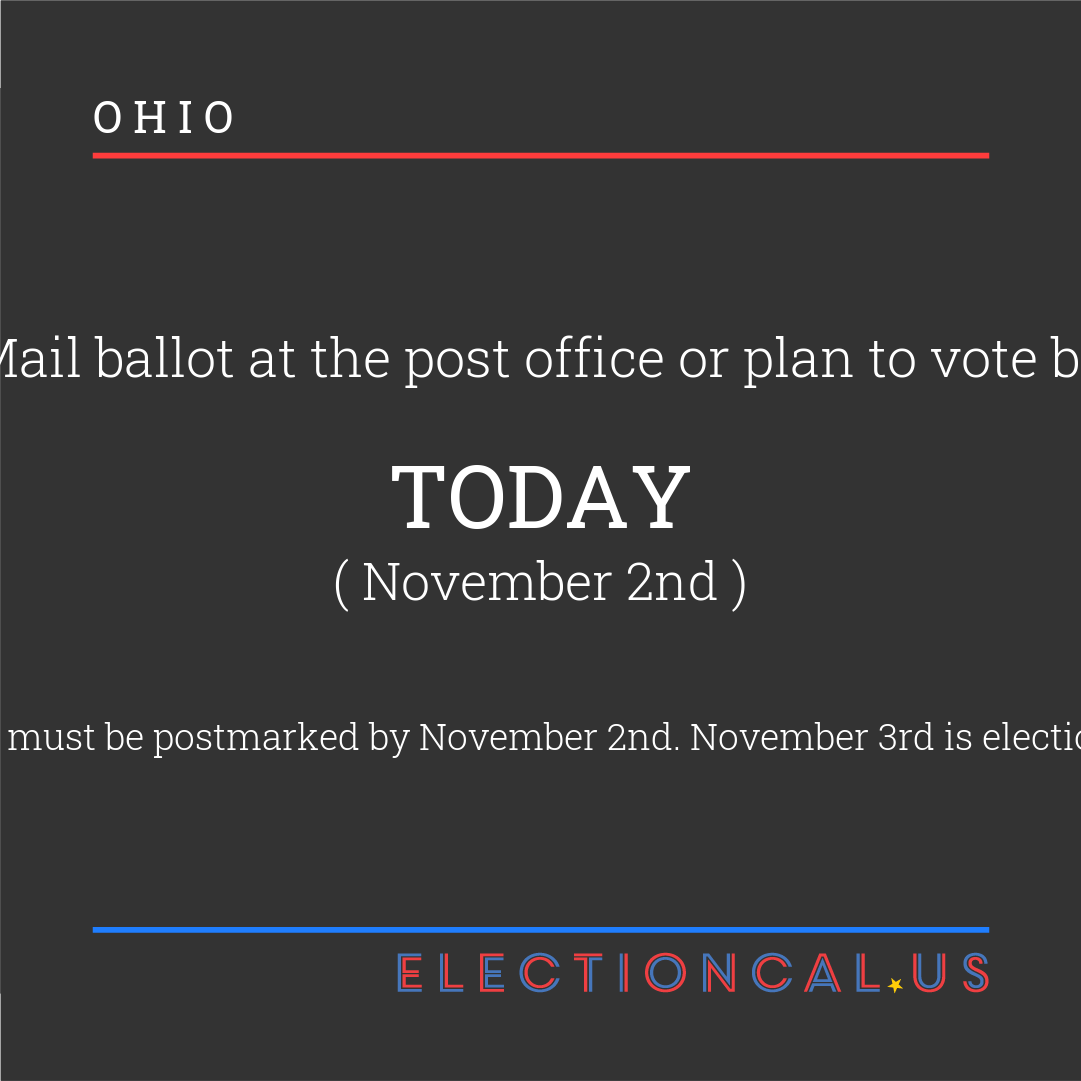 OHIO
Mail ballot at the post office or plan to vote b
TODAY
( November 2nd )
must be postmarked by November 2nd. November 3rd is electio
ELECTIONCAL.US